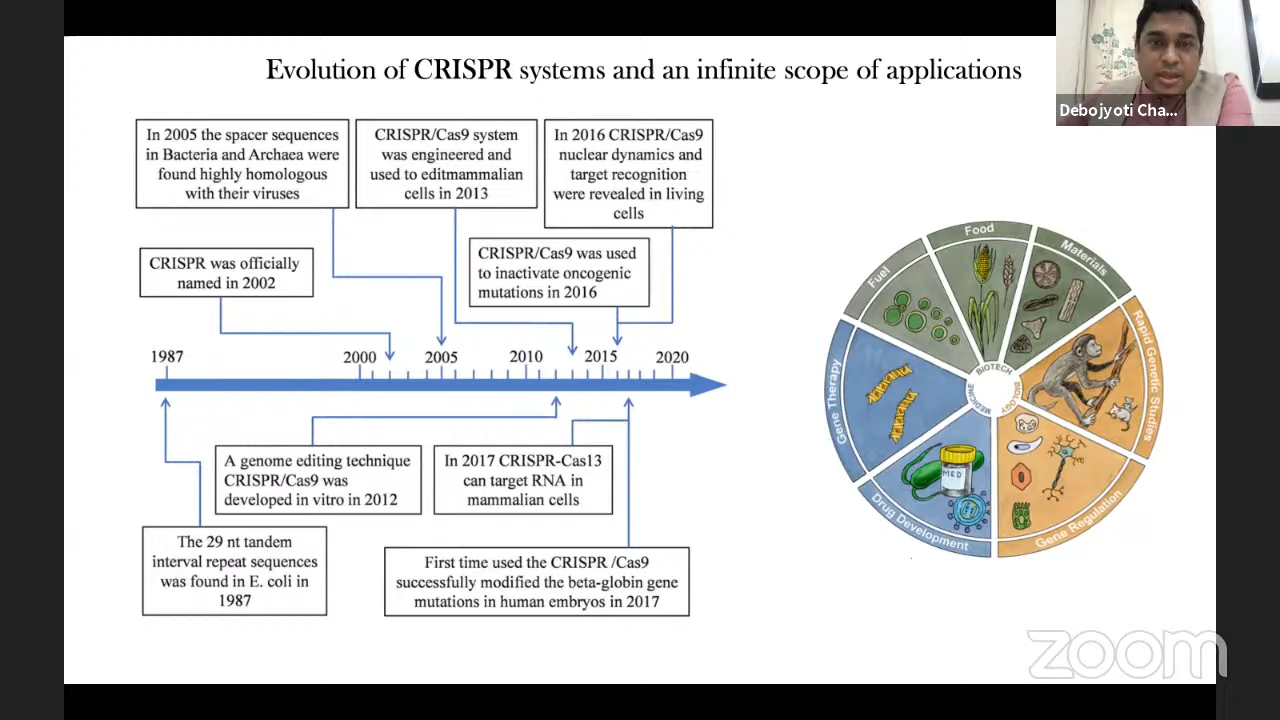 Evolution of CRISPR systems and an infinite scope of applications
Debojyoti Cha...
In 2005 the spacer sequences
in Bacteria and Archaea were
found highly homologous
with their viruses
CRISPR/Cas9 system
was engineered and
used to editmammalian
cells in 2013
In 2016 CRISPR/Cas9
nuclear dynamics and
target recognition
were revealed in living
cells
CRISPR was officially
named in 2002
CRISPR/Cas9 was used
to inactivate oncogenic
mutations in 2016
1987
2000
2005
2010
2015
2020
A genome editing technique
CRISPR/Cas9 was
developed in vitro in 2012
In 2017 CRISPR-Cas13
can target RNA in
mammalian cells
The 29 nt tandem
interval repeat sequences
was found in E. coli in
1987
First time used the CRISPR /Cas9
successfully modified the beta-globin gene
mutations in human embryos in 2017
Fuel
Food
Materials
Rapid Genetic Studies
Gene Regulation
Drug Development
Gene Therapy
BIOTECH
BIOLOGY
MEDICINE
MED
zoom